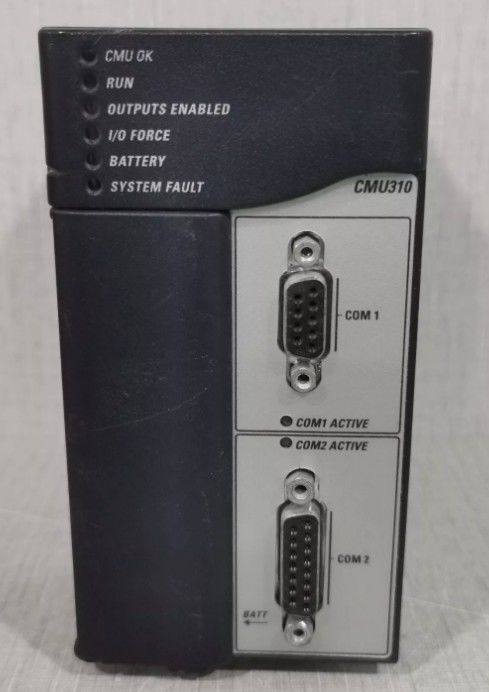 CMU OK
RUN
OUTPUTS ENABLED
I/O FORCE
BATTERY
SYSTEM FAULT
CMU310
COM 1
COM1 ACTIVE
COM2 ACTIVE
COM 2
BATT